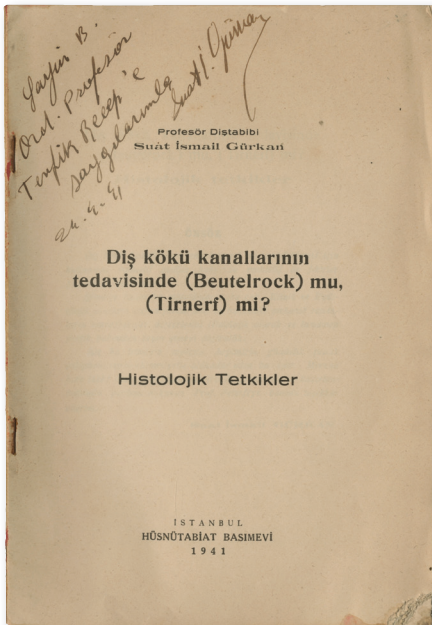 Sayın B.
Ord. Profesör
Tevfik Recep'e
saygılarımla
Suat İ. Gürkan
24.4.41
Profesör Diştabibi
Suat İsmail Gürkan
Diş kökü kanallarının
tedavisinde (Beutelrock) mu,
(Tirnerf) mi?
Histolojik Tetkikler
İSTANBUL
HÜSNÜTABİAT BASIMEVİ
1941